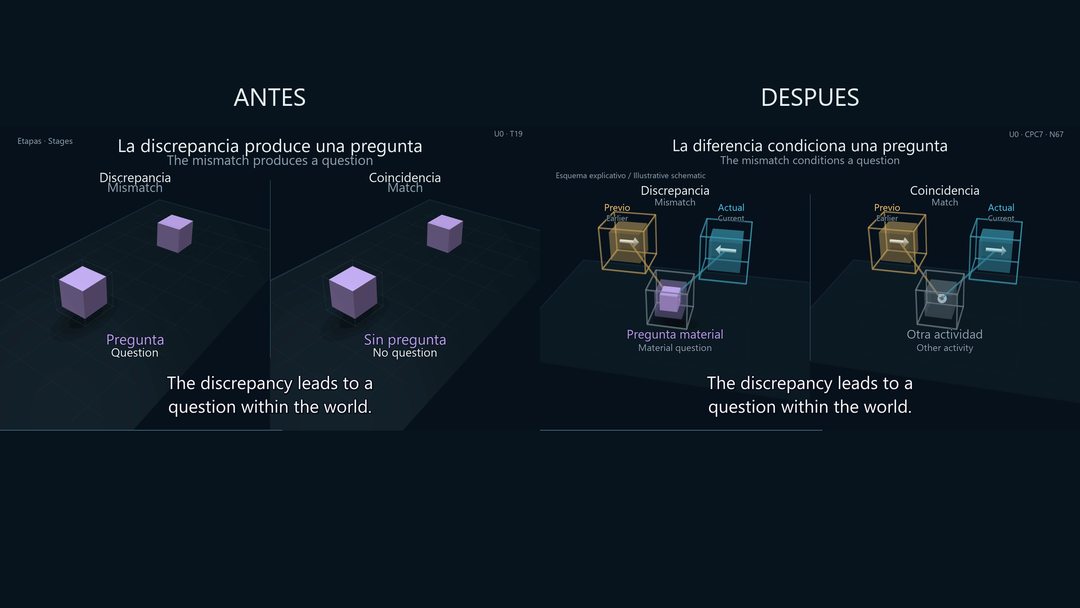 ANTES
Etapas · Stages
U0 · T19
La discrepancia produce una pregunta
The mismatch produces a question
Discrepancia
Mismatch
Coincidencia
Match
Pregunta
Question
Sin pregunta
No question
The discrepancy leads to a
question within the world.
DESPUES
U0 · CPC7 · N67
La diferencia condiciona una pregunta
The mismatch conditions a question
Esquema explicativo / Illustrative schematic
Discrepancia
Mismatch
Previo
Earlier
Actual
Current
Pregunta material
Material question
Coincidencia
Match
Previo
Earlier
Actual
Current
Otra actividad
Other activity
The discrepancy leads to a
question within the world.